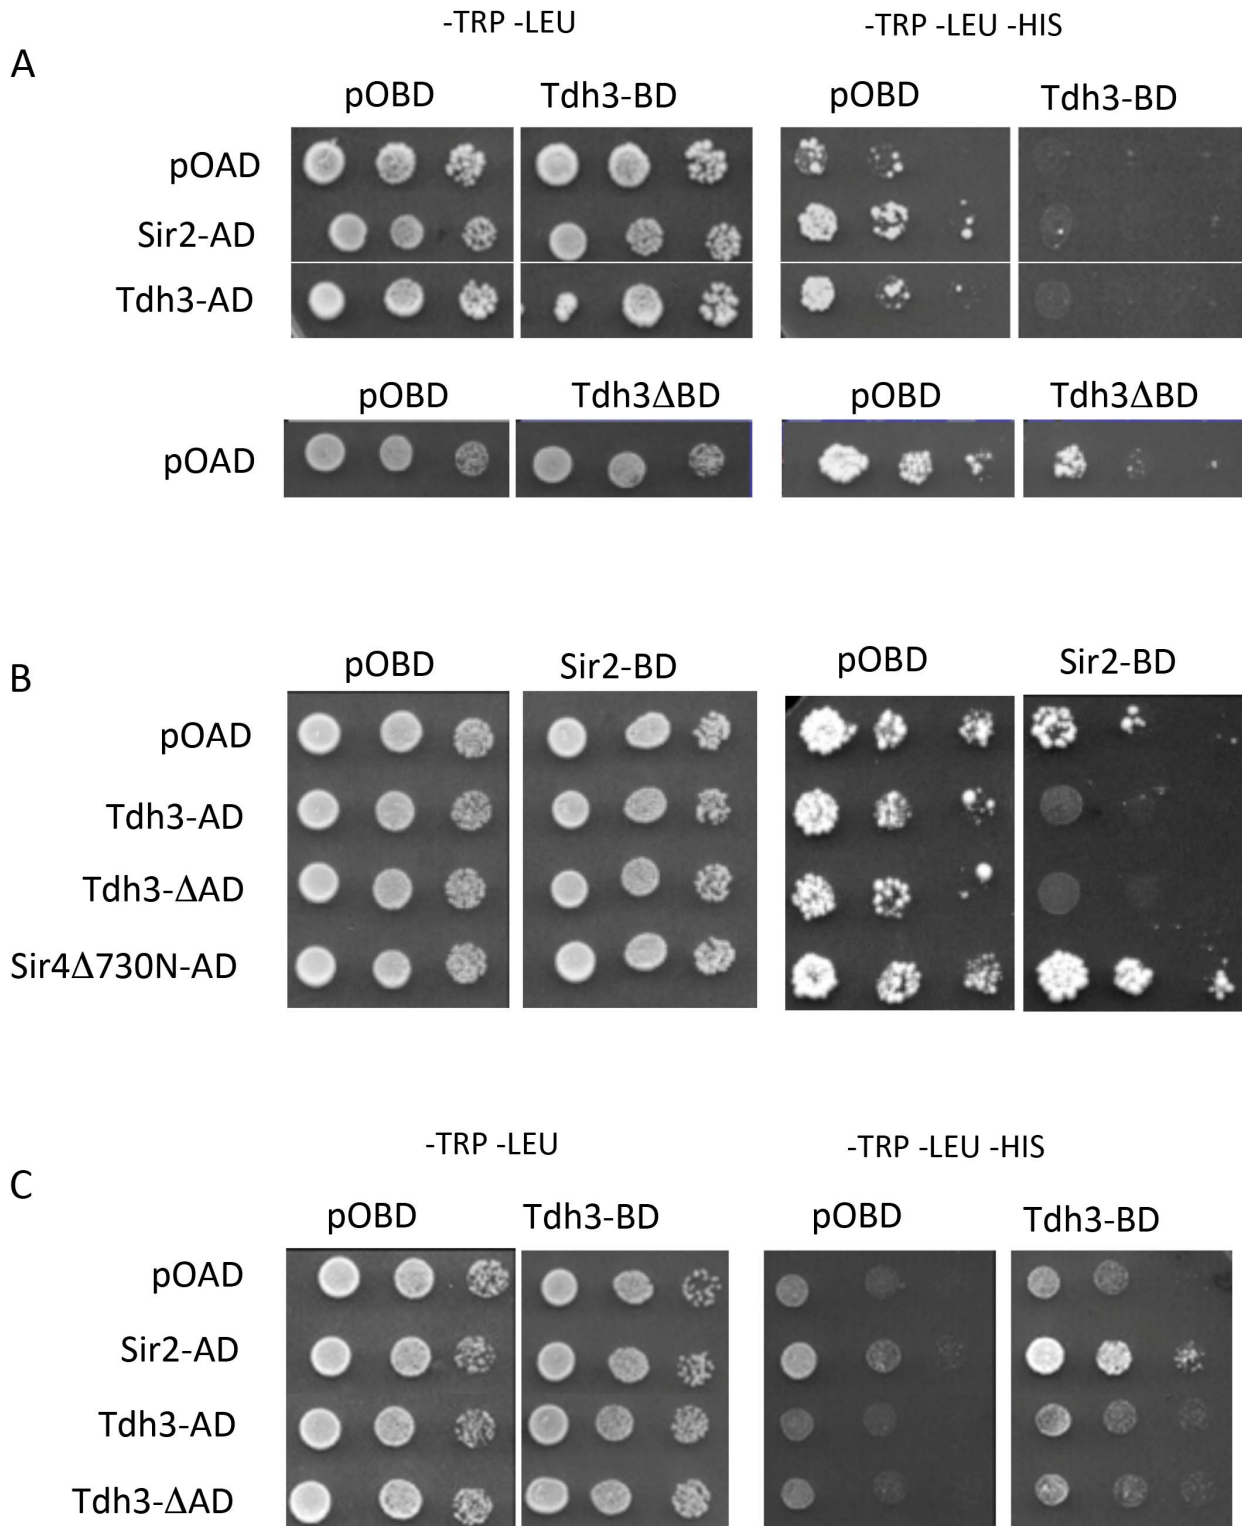 -TRP -LEU -TRP -LEU -HIS
A
pOBD Tdh3-BD pOBD Tdh3-BD
pOAD
Sir2-AD
Tdh3-AD
pOBD Tdh3ΔBD pOBD Tdh3ΔBD
pOAD
B
pOBD Sir2-BD pOBD Sir2-BD
pOAD
Tdh3-AD
Tdh3-ΔAD
Sir4Δ730N-AD
-TRP -LEU -TRP -LEU -HIS
C
pOBD Tdh3-BD pOBD Tdh3-BD
pOAD
Sir2-AD
Tdh3-AD
Tdh3-ΔAD